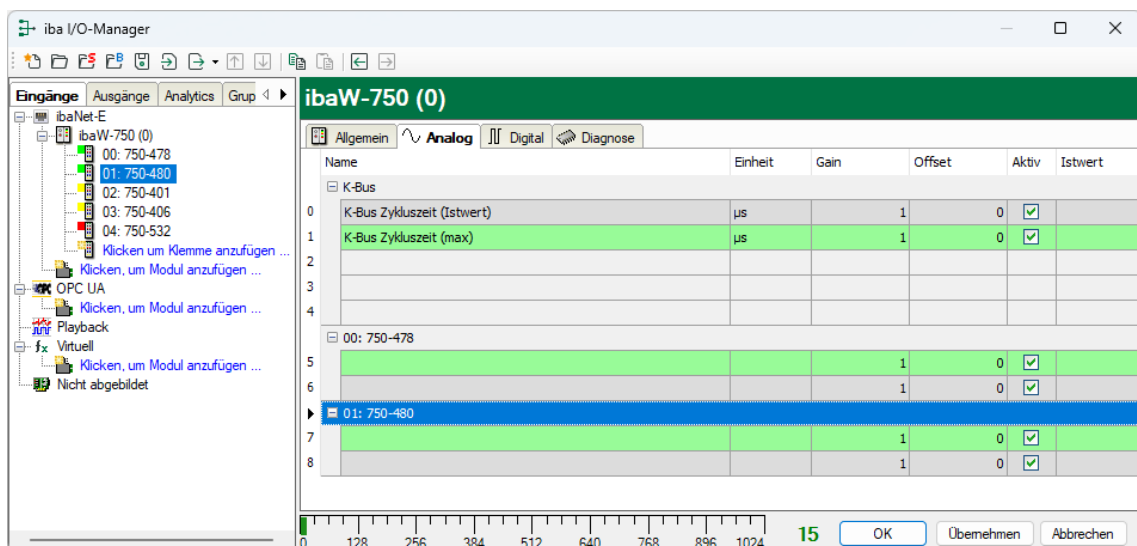 iba I/O-Manager
Eingänge Ausgänge Analytics Grup
ibaNet-E
ibaW-750 (0)
00: 750-478
01: 750-480
02: 750-401
03: 750-406
04: 750-532
Klicken um Klemme anzufügen ...
Klicken, um Modul anzufügen ...
OPC UA
Klicken, um Modul anzufügen ...
Playback
fx Virtuell
Klicken, um Modul anzufügen ...
Nicht abgebildet
ibaW-750 (0)
Allgemein Analog Digital Diagnose
Name Einheit Gain Offset Aktiv Istwert
K-Bus
0 K-Bus Zykluszeit (Istwert) µs 1 0
1 K-Bus Zykluszeit (max) µs 1 0
2
3
4
00: 750-478
5 1 0
6 1 0
01: 750-480
7 1 0
8 1 0
0 128 256 384 512 640 768 896 1024
15 OK Übernehmen Abbrechen